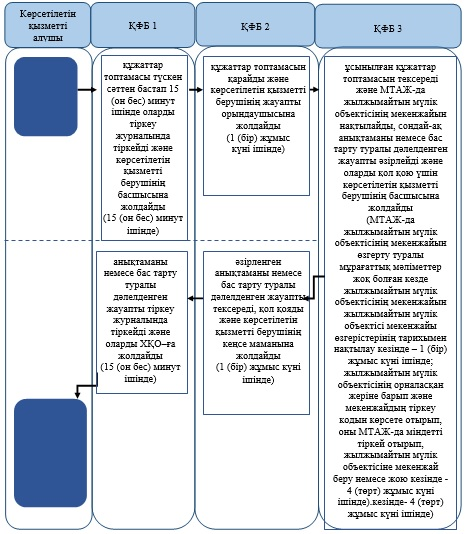 Көрсетілетін
қызметті
алушы
ҚФБ 1
ҚФБ 2
ҚФБ 3
құжаттар
топтамасы түскен
сәттен бастап 15
(он бес) минут
ішінде оларды
тіркеу
журналында
тіркейді және
көрсетілетін
қызметті
берушінің
басшысына
жолдайды
(15 (он бес) минут
ішінде)
құжаттар топтамасын
қарайды және
көрсетілетін қызметті
берушінің жауапты
орындаушысына
жолдайды
(1 (бір) жұмыс
күні ішінде)
ұсынылған құжаттар
топтамасын тексереді
және МТАЖ-да
жылжымайтын мүлік
объектісінің мекенжайын
нақтылайды, сондай-ақ
анықтаманы немесе бас
тарту туралы дәлелденген
жауапты әзірлейді және
оларды қол қою үшін
көрсетілетін қызметті
берушінің басшысына
жолдайды
(МТАЖ-да
жылжымайтын мүлік
объектісінің мекенжайын
өзгерту туралы
мұрағаттық мәліметтер
жоқ болған кезде
жылжымайтын мүлік
объектісінің мекенжайын
жылжымайтын мүлік
объектісі мекенжайы
өзгерістерінің тарихымен
нақтылау кезінде – 1 (бір)
жұмыс күні ішінде;
жылжымайтын мүлік
объектісінің орналасқан
жеріне барып және
мекенжайдың тіркеу
кодын көрсете отырып,
оны МТАЖ-да міндетті
тіркей отырып,
жылжымайтын мүлік
объектісіне мекенжай
беру немесе жою кезінде -
4 (төрт) жұмыс күні
ішінде).кезінде- 4 (төрт)
жұмыс күні ішінде)
әзірленген
анықтаманы немесе бас
тарту туралы
дәлелденген жауапты
тексереді, қол қояды
және көрсетілетін
қызметті берушінің
кеңсе маманына
жолдайды
(1 (бір) жұмыс күні
ішінде)
анықтаманы
немесе бас тарту
туралы
дәлелденген
жауапты тіркеу
журналында
тіркейді және
оларды ХҚО–ға
жолдайды
(15 (он бес) минут
ішінде)